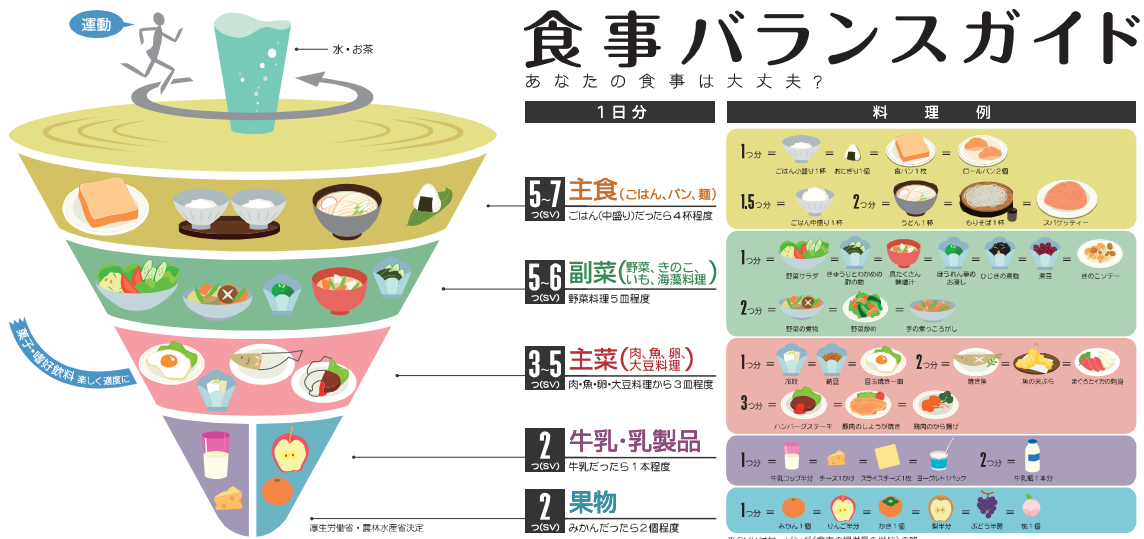 食事バランスガイド
あなたの食事は大丈夫?
運動
水・お茶
菓子・嗜好飲料 楽しく適度に
厚生労働省・農林水産省決定
1日分
料理例
5~7 つ(SV) 主食(ごはん、パン、麺)
ごはん(中盛り)だったら4杯程度
5~6 つ(SV) 副菜(野菜、きのこ、いも、海藻料理)
野菜料理5皿程度
3~5 つ(SV) 主菜(肉、魚、卵、大豆料理)
肉・魚・卵・大豆料理から3皿程度
2 つ(SV) 牛乳・乳製品
牛乳だったら1本程度
2 つ(SV) 果物
みかんだったら2個程度
1つ分 = ごはん小盛り1杯 = おにぎり1個 = 食パン1枚 = ロールパン2個
1.5つ分 = ごはん中盛り1杯 2つ分 = うどん1杯 = もりそば1杯 = スパゲッティー
1つ分 = 野菜サラダ = きゅうりとわかめの酢の物 = 具たくさん味噌汁 = ほうれん草のお浸し = ひじきの煮物 = 煮豆 = きのこソテー
2つ分 = 野菜の煮物 = 野菜炒め = 芋の煮っころがし
1つ分 = 冷奴 = 納豆 = 目玉焼き一皿 2つ分 = 焼き魚 = 魚の天ぷら = まぐろとイカの刺身
3つ分 = ハンバーグステーキ = 豚肉のしょうが焼き = 鶏肉のから揚げ
1つ分 = 牛乳コップ半分 = チーズ1かけ = スライスチーズ1枚 = ヨーグルト1パック 2つ分 = 牛乳瓶1本分
1つ分 = みかん1個 = りんご半分 = かき1個 = 梨半分 = ぶどう半房 = 桃1個